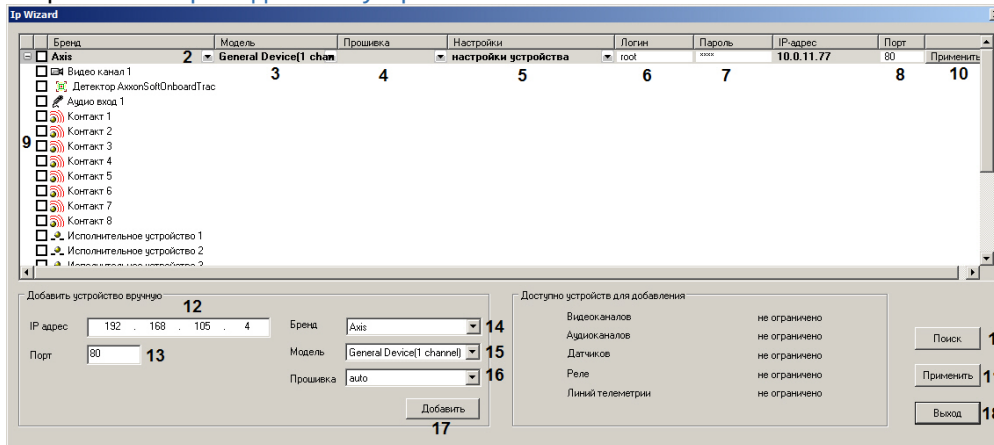 Ip Wizard
Бренд Модель Прошивка Настройки Логин Пароль IP-адрес Порт
Axis 2 General Device[1 chan настройки устройства root **** 10.0.11.77 80 Применить
Видео канал 1 3 4 5 6 7 8 10
Детектор AxxonSoftOnboardTrac
Аудио вход 1
Контакт 1
Контакт 2
9 Контакт 3
Контакт 4
Контакт 5
Контакт 6
Контакт 7
Контакт 8
Исполнительное устройство 1
Исполнительное устройство 2
Добавить устройство вручную
12
IP адрес 192 . 168 . 105 . 4
Порт 80 13
Бренд Axis 14
Модель General Device(1 channel) 15
Прошивка auto 16
Добавить
17
Доступно устройств для добавления
Видеоканалов не ограничено
Аудиоканалов не ограничено
Датчиков не ограничено
Реле не ограничено
Линий телеметрии не ограничено
Поиск
Применить
Выход